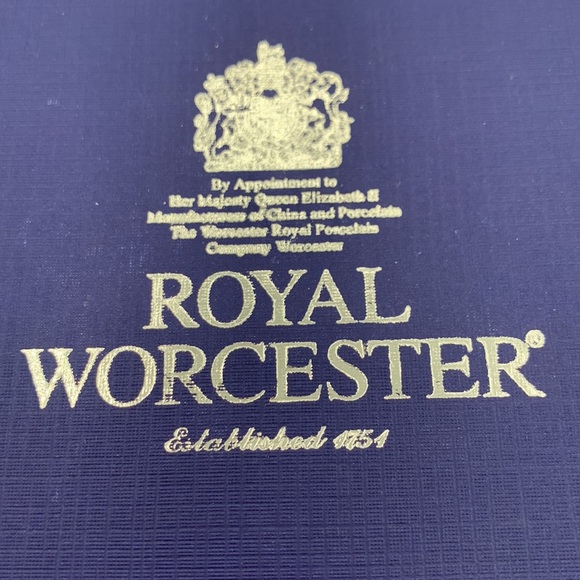 By Appointment to
Her Majesty Queen Elizabeth II
Manufacturers of China and Porcelain
The Worcester Royal Porcelain
Company Worcester
ROYAL
WORCESTER®
Established 1751